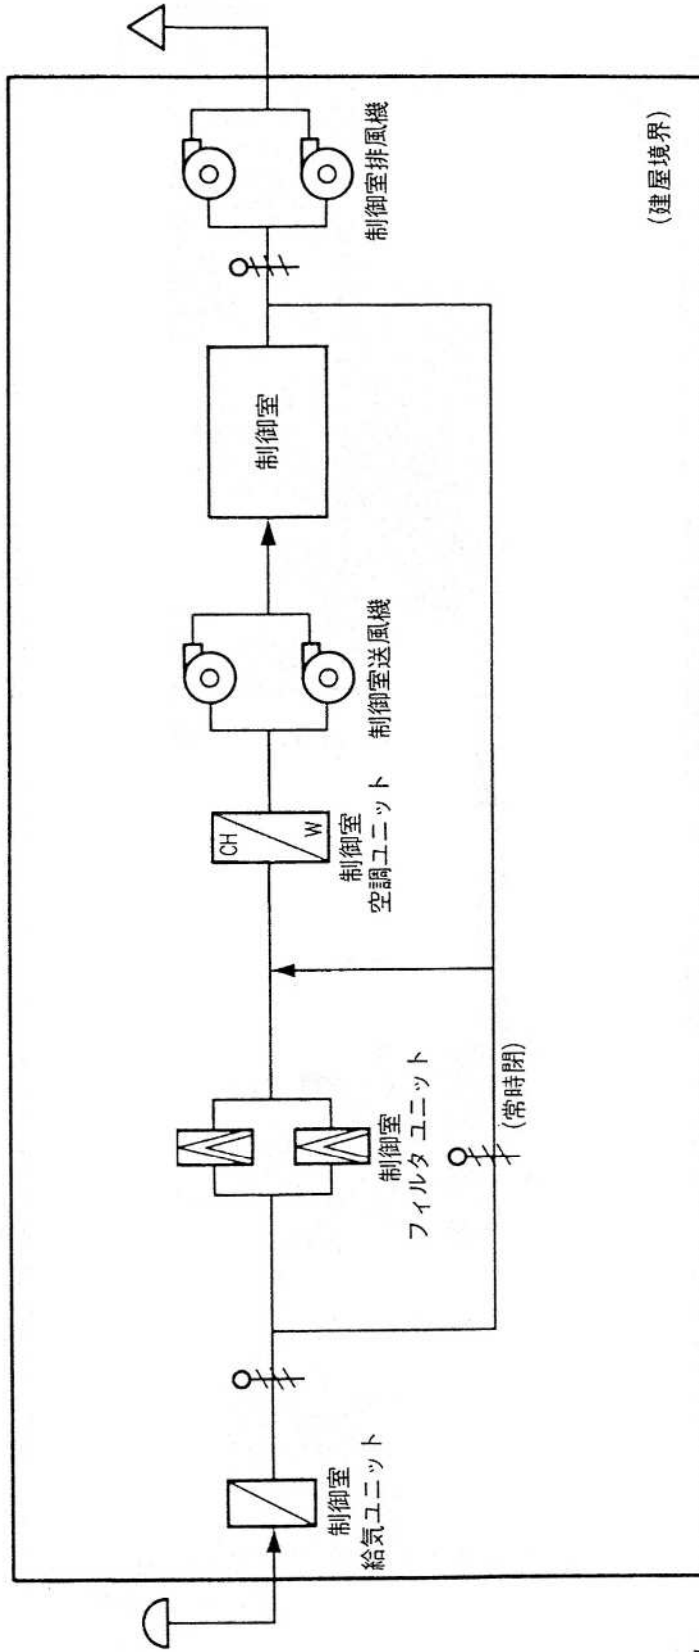 制御室
給気ユニット
制御室
フィルタ ユニット
(常時閉)
制御室
空調ユニット
CH
W
制御室送風機
制御室
制御室排風機
(建屋境界)